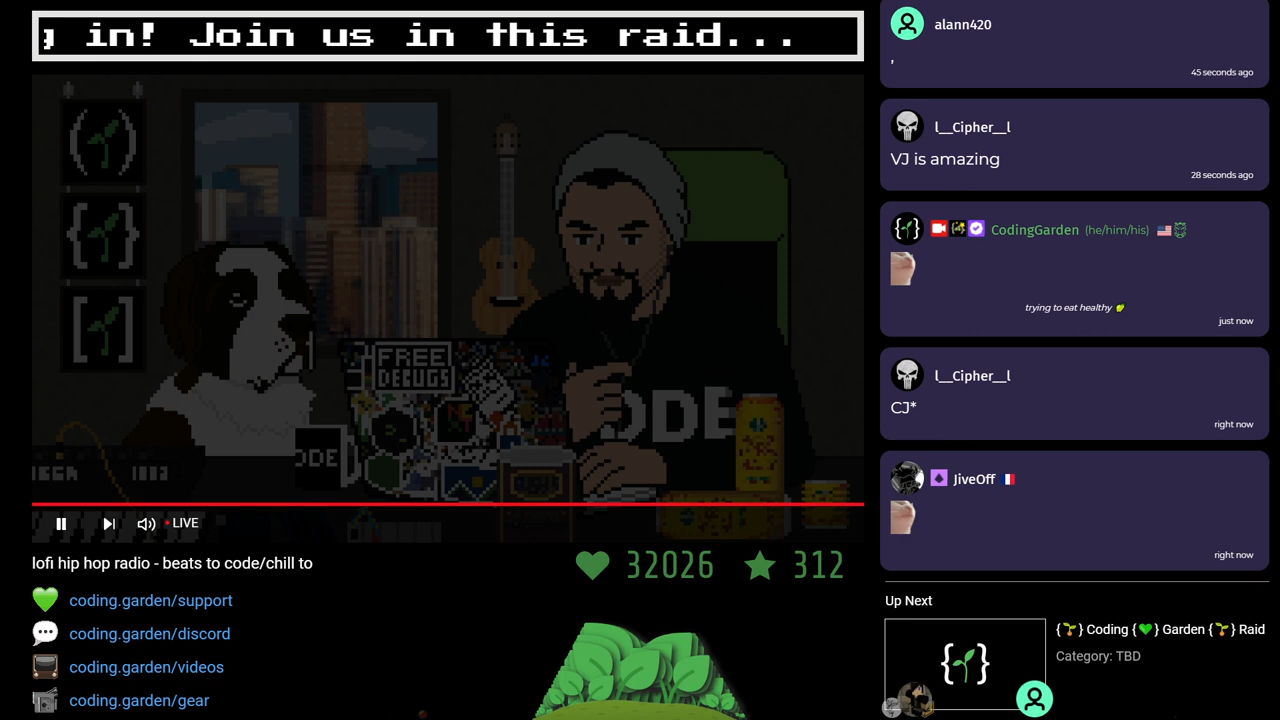 g in! Join us in this raid...
FREE
DEBUGS
ODE
ODE
LIVE
lofi hip hop radio - beats to code/chill to
32026
312
coding.garden/support
coding.garden/discord
coding.garden/videos
coding.garden/gear
alann420
,
45 seconds ago
l__Cipher__l
VJ is amazing
28 seconds ago
CodingGarden (he/him/his)
trying to eat healthy
just now
l__Cipher__l
CJ*
right now
JiveOff
right now
Up Next
{🌱} Coding {💚} Garden {🌱} Raid
Category: TBD